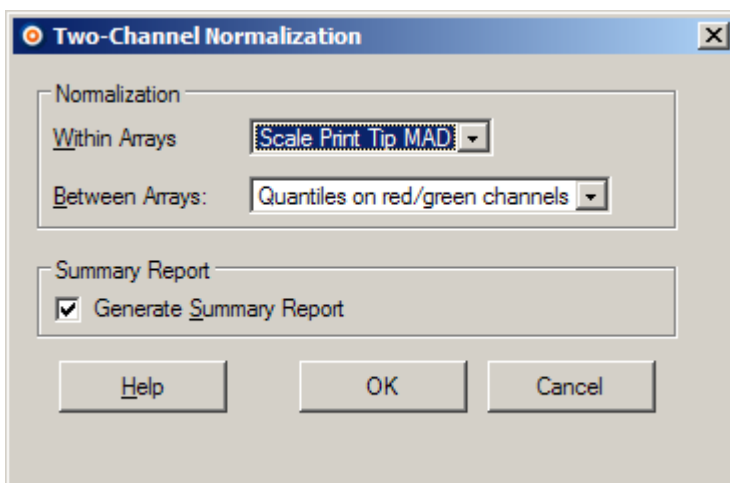 Two-Channel Normalization
Normalization
Within Arrays
Scale Print Tip MAD
Between Arrays:
Quantiles on red/green channels
Summary Report
Generate Summary Report
Help
OK
Cancel